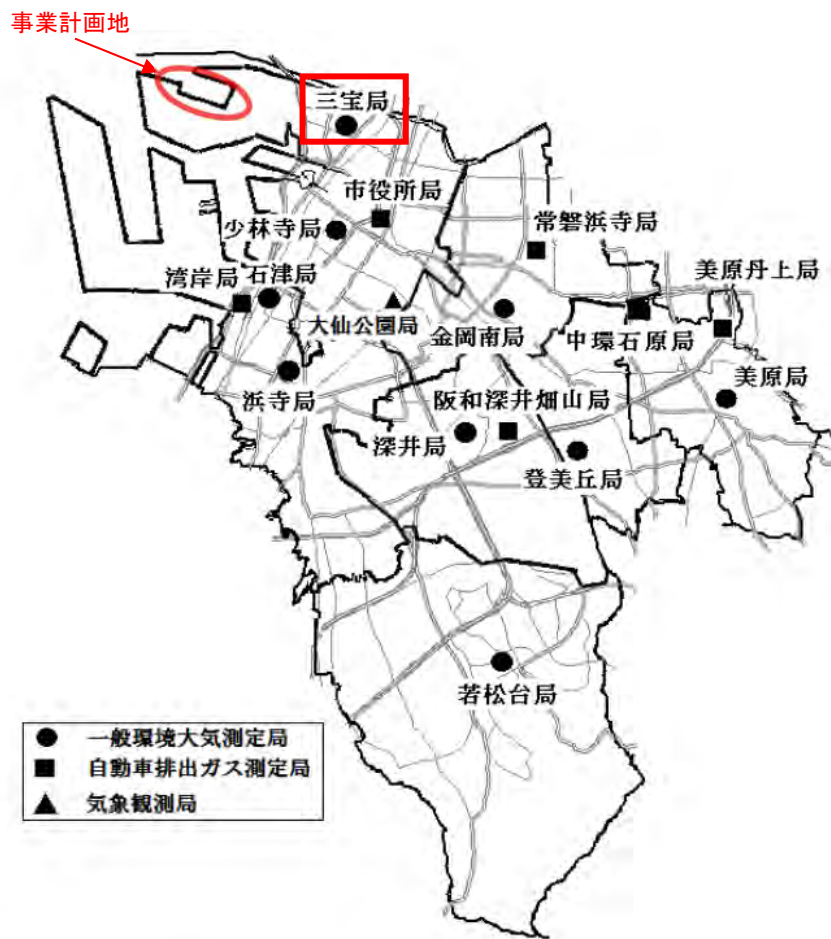 事業計画地
三宝局
市役所局
少林寺局
常磐浜寺局
湾岸局
石津局
美原丹上局
大仙公園局
金岡南局
中環石原局
浜寺局
阪和深井畑山局
美原局
深井局
登美丘局
若松台局
一般環境大気測定局
自動車排出ガス測定局
気象観測局